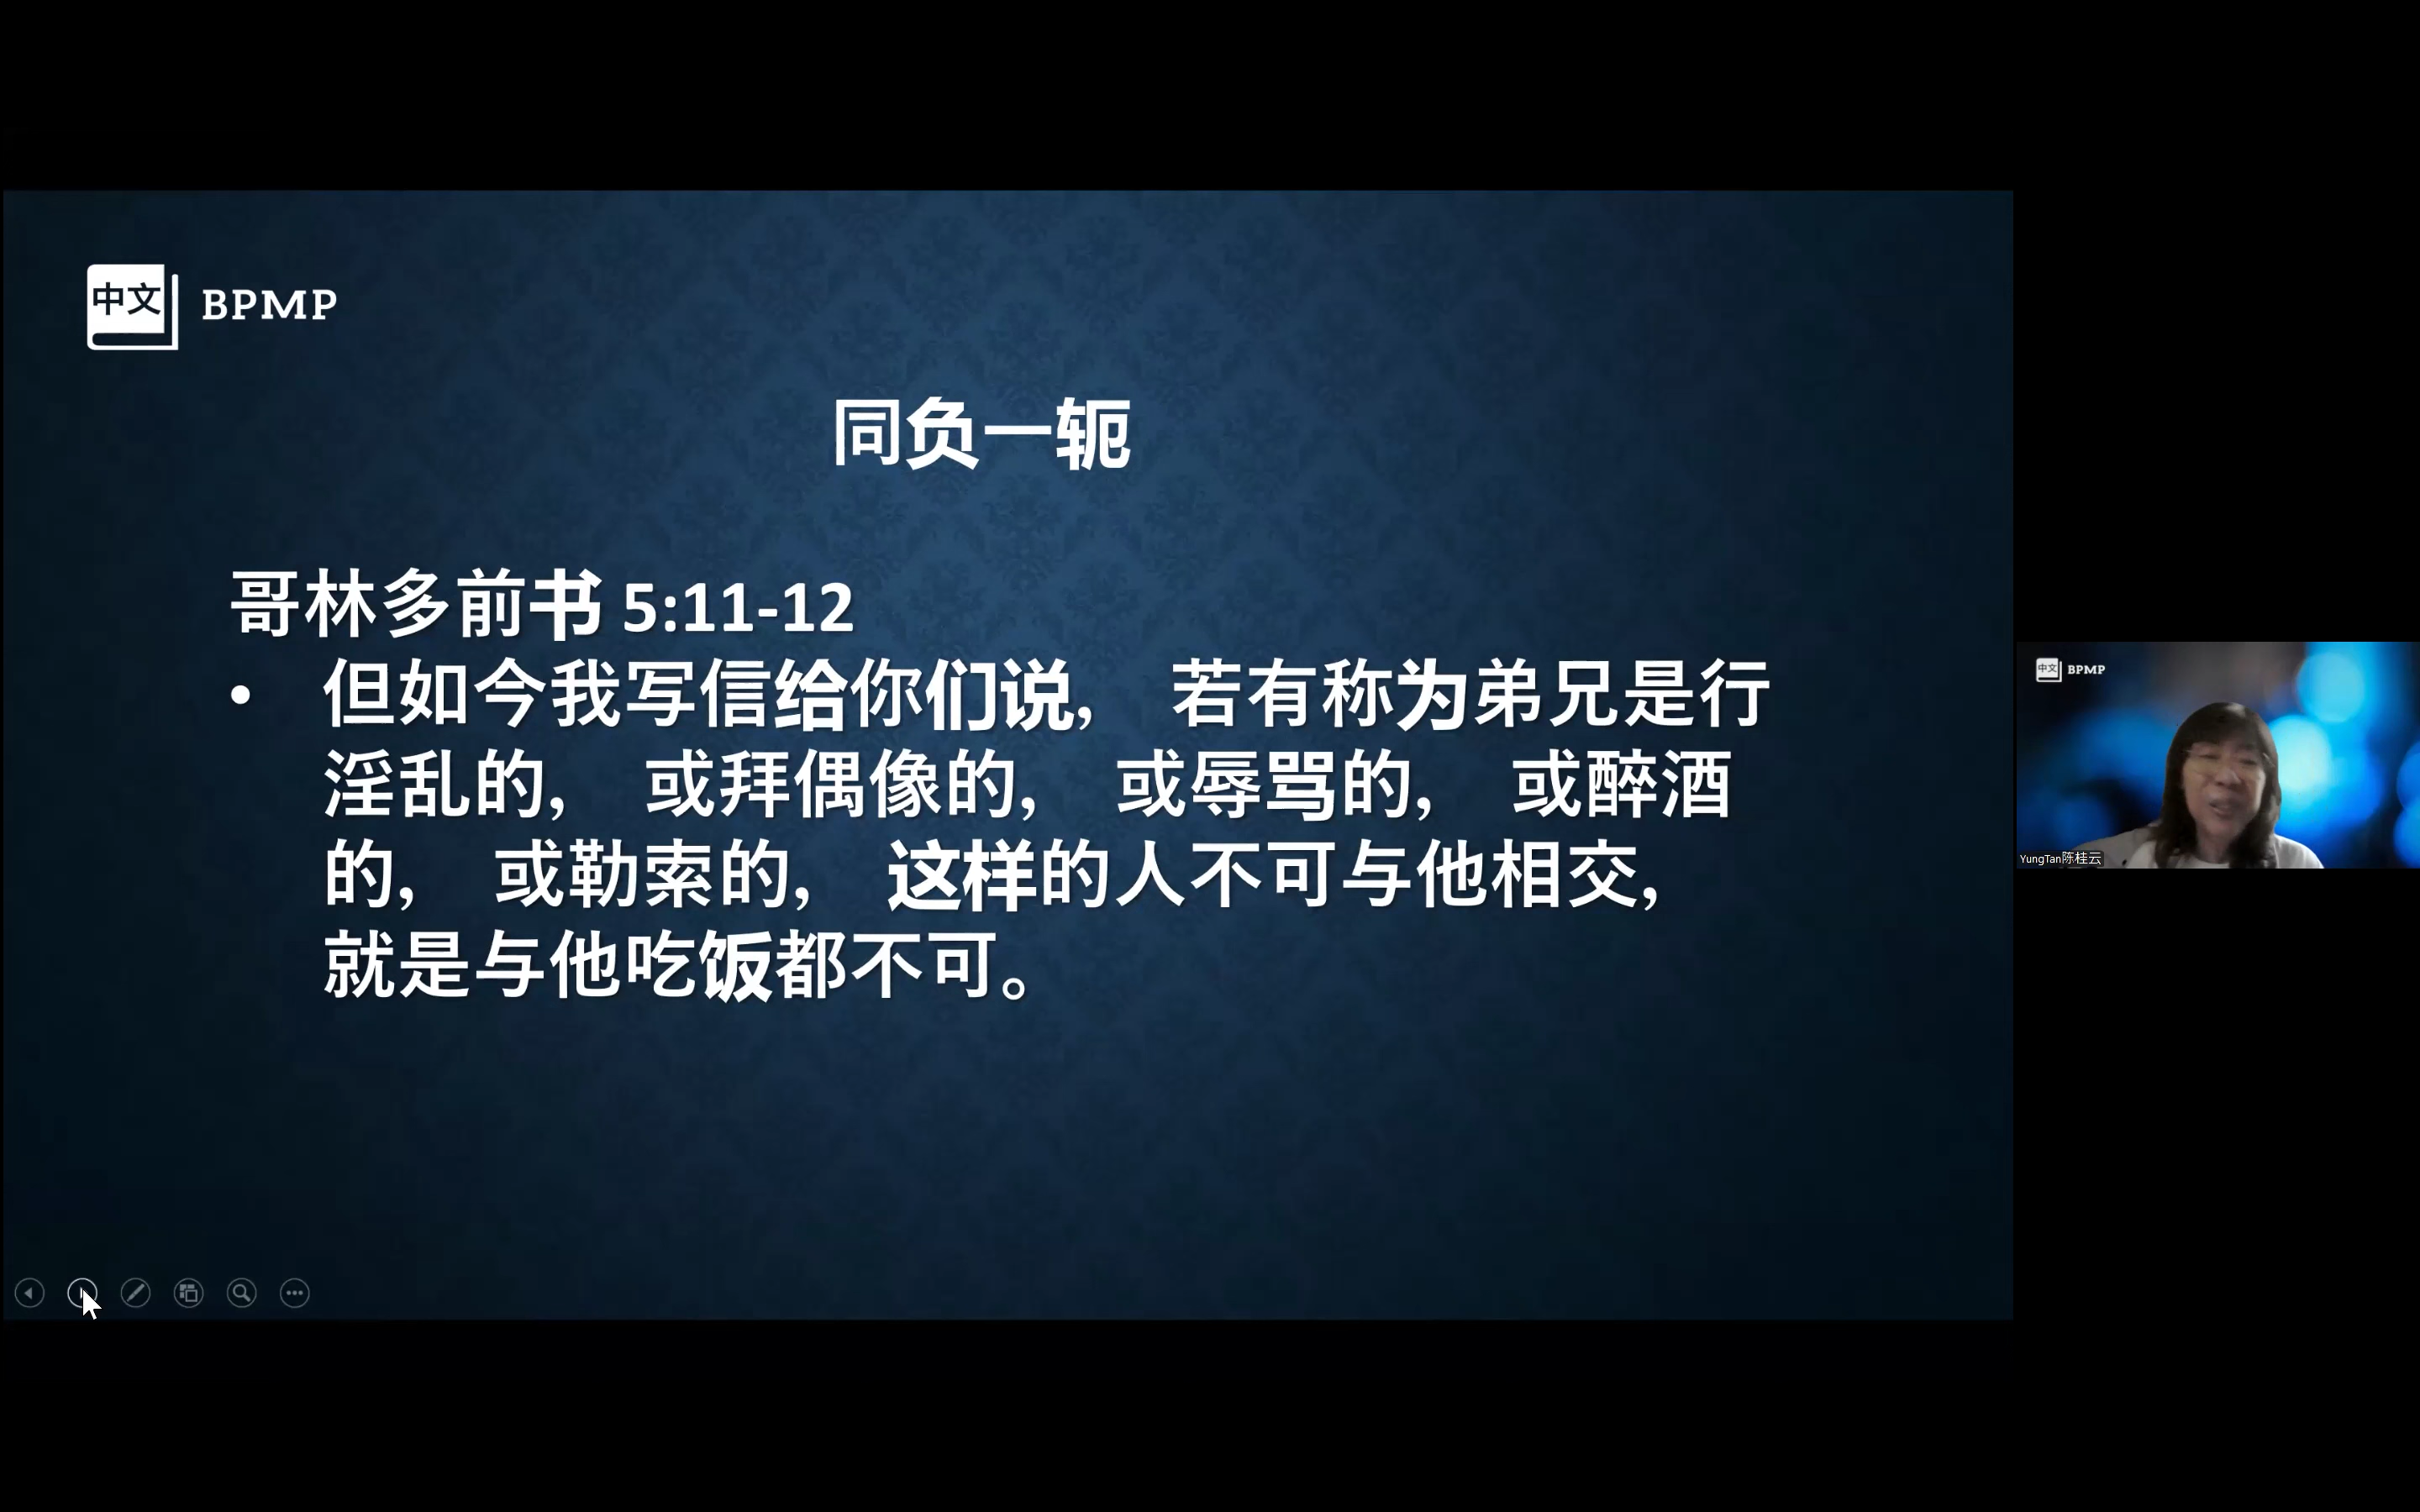 中文 BPMP
同负一轭
哥林多前书 5:11-12
• 但如今我写信给你们说, 若有称为弟兄是行
淫乱的, 或拜偶像的, 或辱骂的, 或醉酒
的, 或勒索的, 这样的人不可与他相交,
就是与他吃饭都不可。
中文 BPMP
YungTan陈桂云